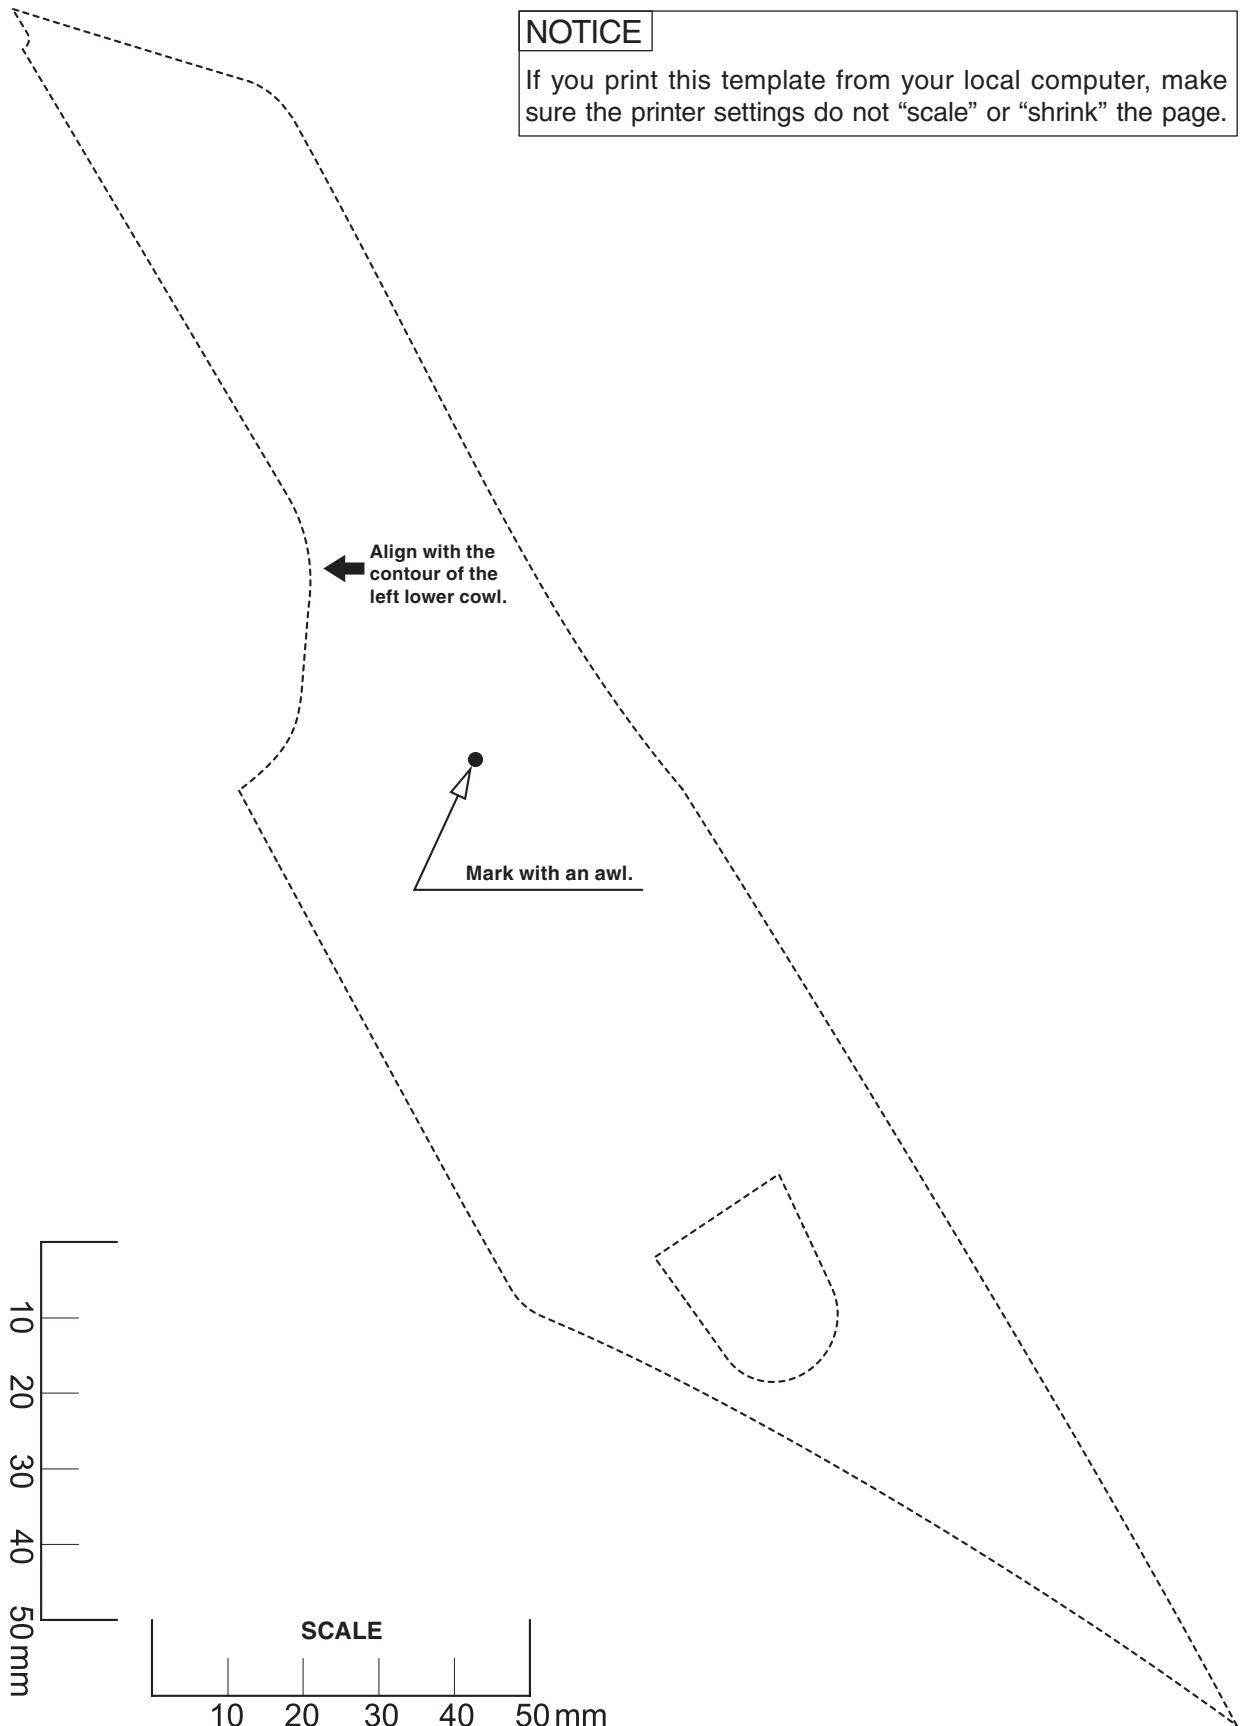 NOTICE
If you print this template from your local computer, make
sure the printer settings do not “scale” or “shrink” the page.
Align with the
contour of the
left lower cowl.
Mark with an awl.
10
20
30
40
50mm
SCALE
10 20 30 40 50mm